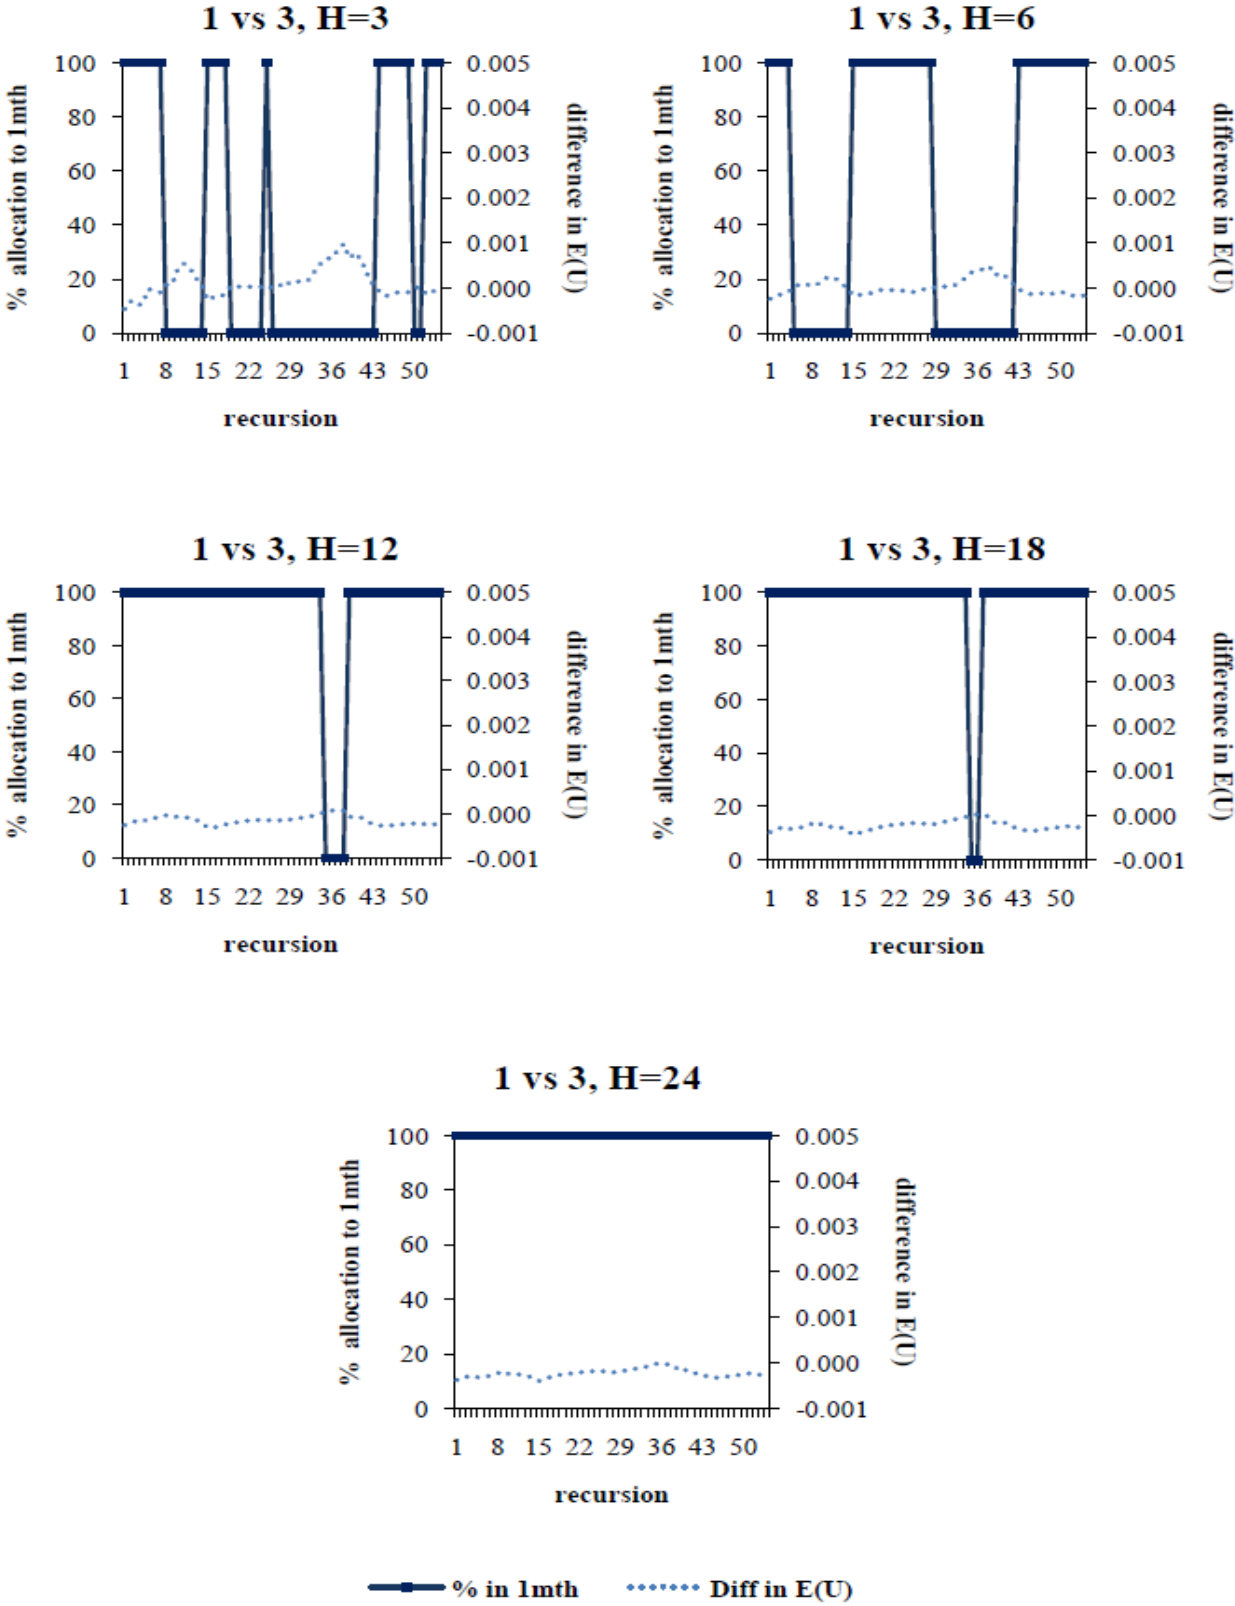 1 vs 3, H=3
% allocation to 1mth
100
80
60
40
20
0
0.005
0.004
0.003
0.002
0.001
0.000
-0.001
difference in E(U)
1 8 15 22 29 36 43 50
recursion
1 vs 3, H=6
% allocation to 1mth
100
80
60
40
20
0
0.005
0.004
0.003
0.002
0.001
0.000
-0.001
difference in E(U)
1 8 15 22 29 36 43 50
recursion
1 vs 3, H=12
% allocation to 1mth
100
80
60
40
20
0
0.005
0.004
0.003
0.002
0.001
0.000
-0.001
difference in E(U)
1 8 15 22 29 36 43 50
recursion
1 vs 3, H=18
% allocation to 1mth
100
80
60
40
20
0
0.005
0.004
0.003
0.002
0.001
0.000
-0.001
difference in E(U)
1 8 15 22 29 36 43 50
recursion
1 vs 3, H=24
% allocation to 1mth
100
80
60
40
20
0
0.005
0.004
0.003
0.002
0.001
0.000
-0.001
difference in E(U)
1 8 15 22 29 36 43 50
recursion
% in 1mth Diff in E(U)